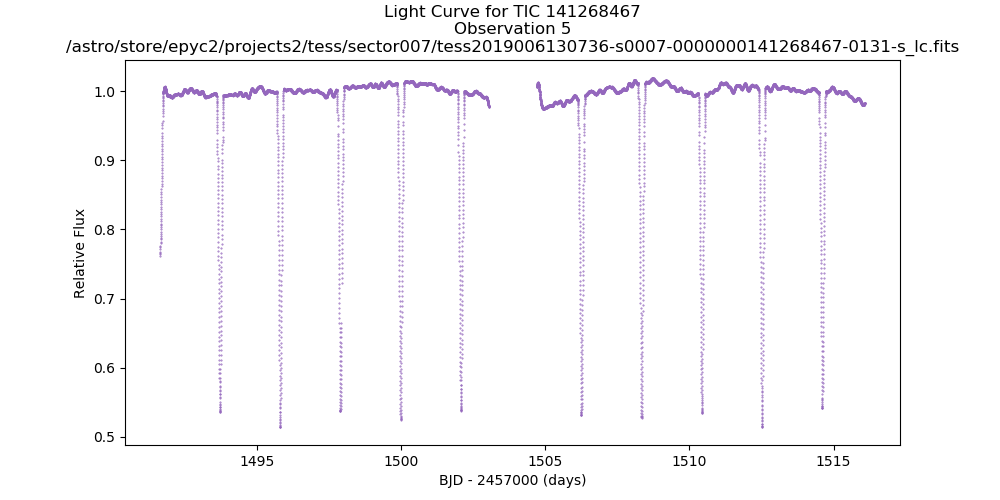 Light Curve for TIC 141268467
Observation 5
/astro/store/epyc2/projects2/tess/sector007/tess2019006130736-s0007-0000000141268467-0131-s_lc.fits
1.0
0.9
0.8
0.7
0.6
0.5
Relative Flux
1495
1500
1505
1510
1515
BJD - 2457000 (days)